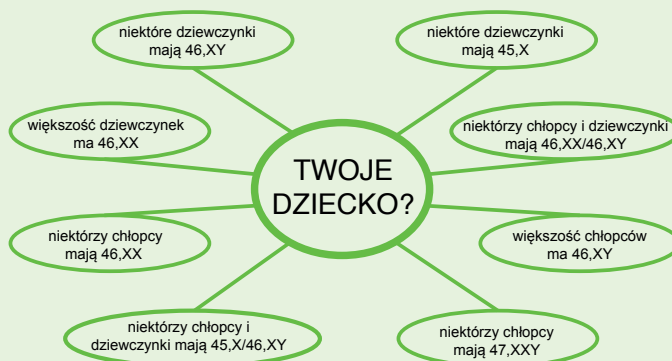 niektóre dziewczynki
mają 46,XY
niektóre dziewczynki
mają 45,X
większość dziewczynek
ma 46,XX
niektórzy chłopcy i dziewczynki
mają 46,XX/46,XY
TWOJE
DZIECKO?
niektórzy chłopcy
mają 46,XX
większość chłopców
ma 46,XY
niektórzy chłopcy i
dziewczynki mają 45,X/46,XY
niektórzy chłopcy
mają 47,XXY